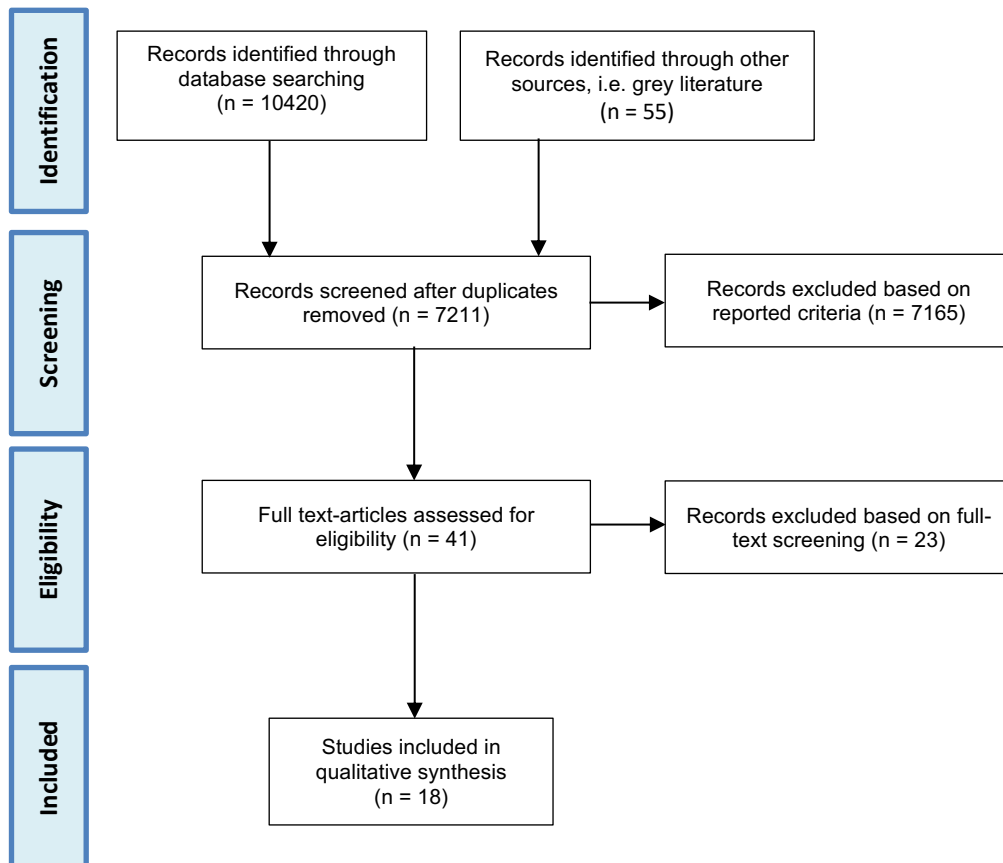 Identification
Records identified through
database searching
(n = 10420)
Records identified through other
sources, i.e. grey literature
(n = 55)
Screening
Records screened after duplicates
removed (n = 7211)
Records excluded based on
reported criteria (n = 7165)
Eligibility
Full text-articles assessed for
eligibility (n = 41)
Records excluded based on full-
text screening (n = 23)
Included
Studies included in
qualitative synthesis
(n = 18)